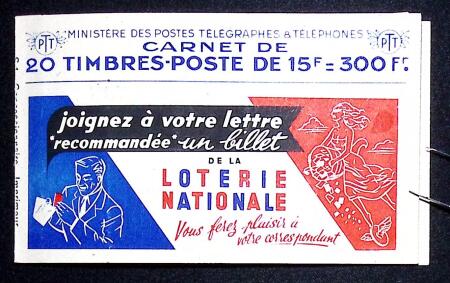 PTT MINISTÈRE DES POSTES TÉLÉGRAPHES & TÉLÉPHONES PTT
CARNET DE
20 TIMBRES-POSTE DE 15F = 300 Fr.
joignez à votre lettre
"recommandée" un billet
DE LA
LOTERIE
NATIONALE
Vous ferez plaisir à
votre correspondant